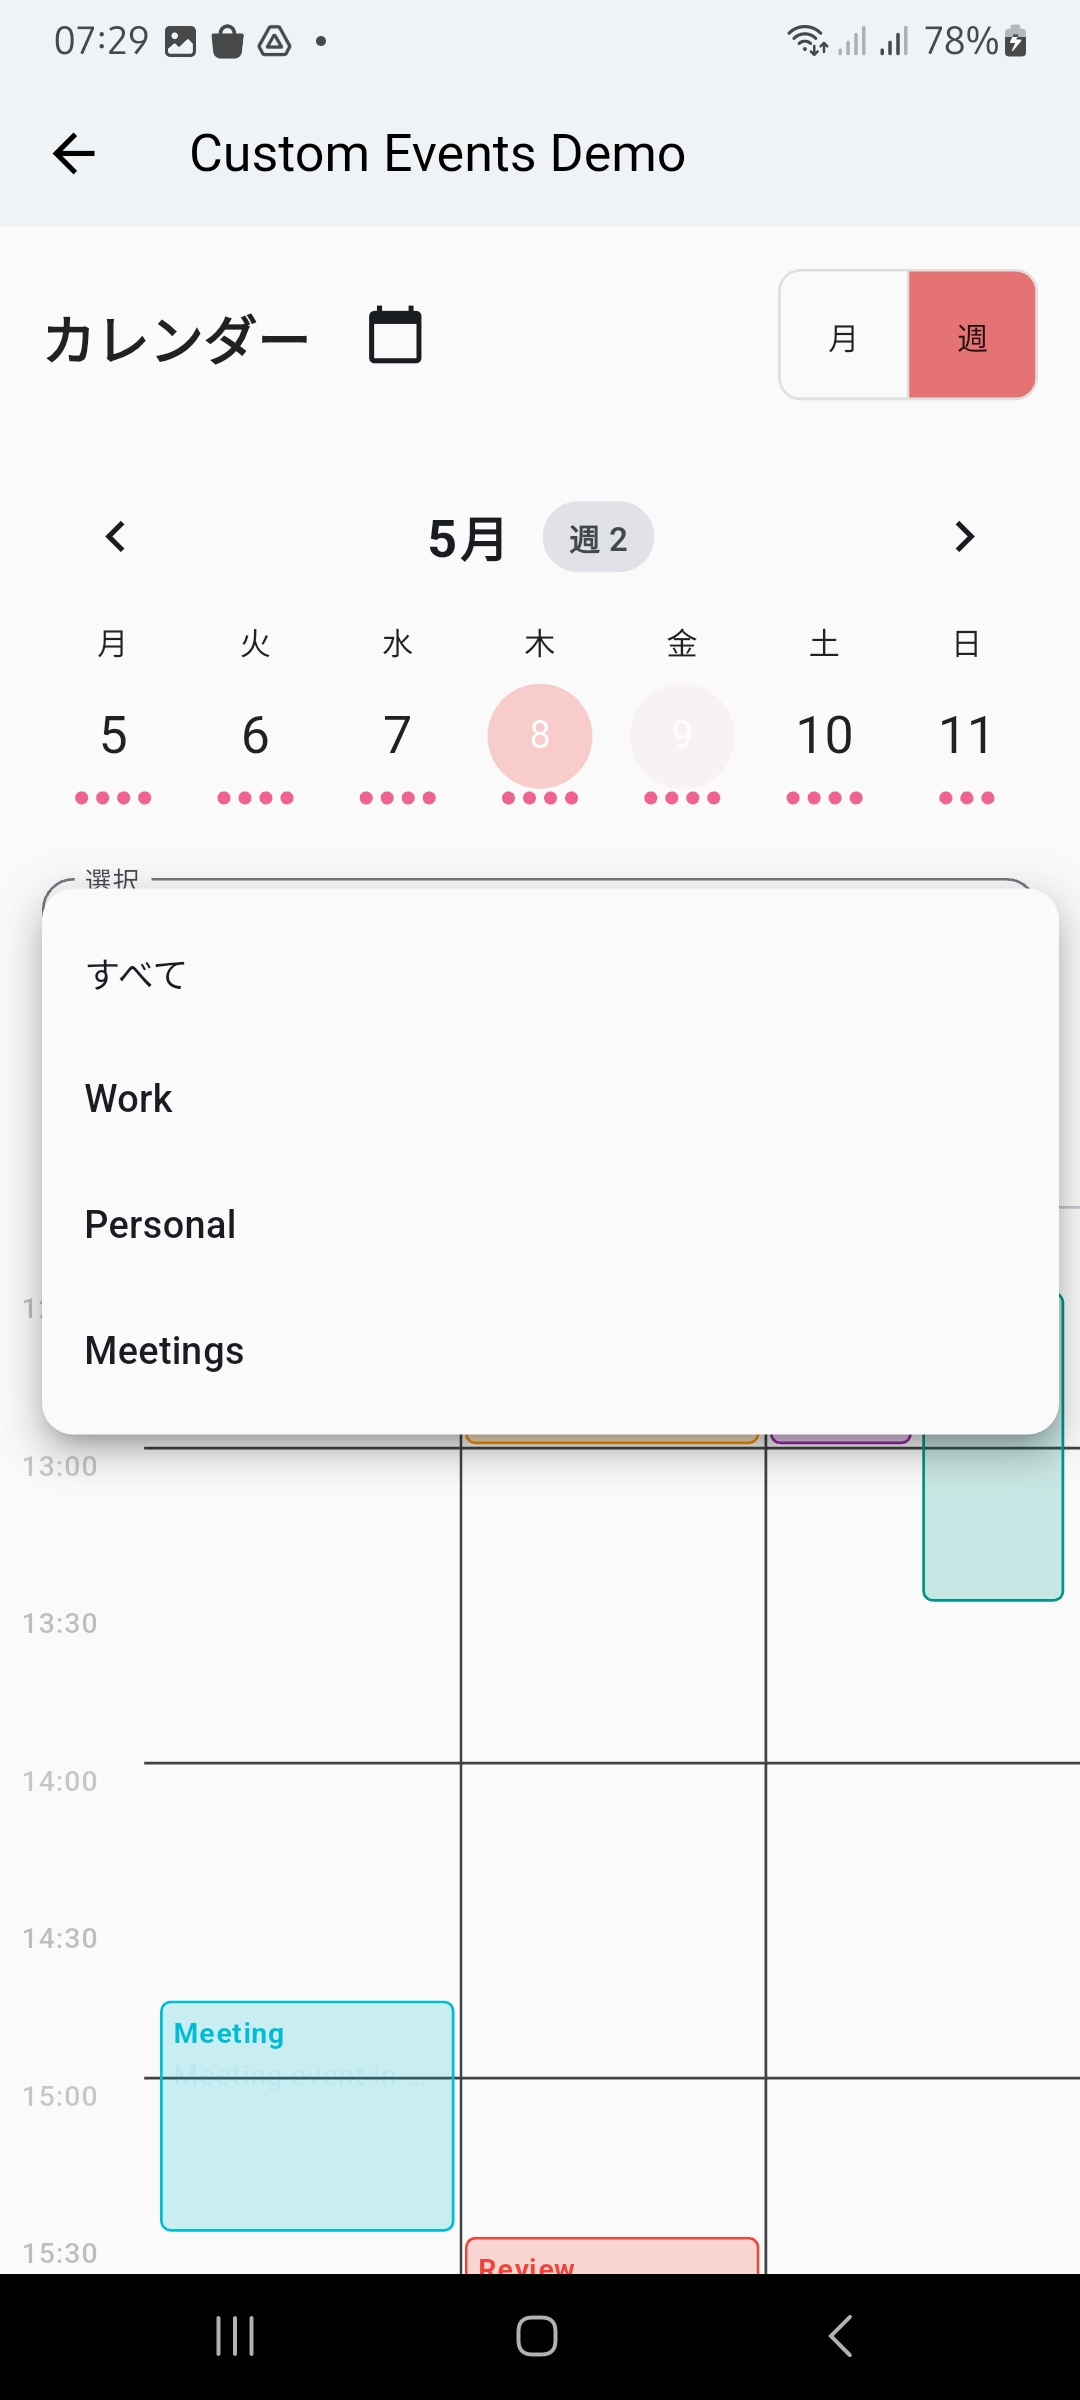 07:29 78%
Custom Events Demo
カレンダー 月 週
5月 週 2
月 火 水 木 金 土 日
5 6 7 8 9 10 11
選択
すべて
Work
Personal
Meetings
13:00
13:30
14:00
14:30
Meeting
Meeting event in ...
15:00
15:30
Review